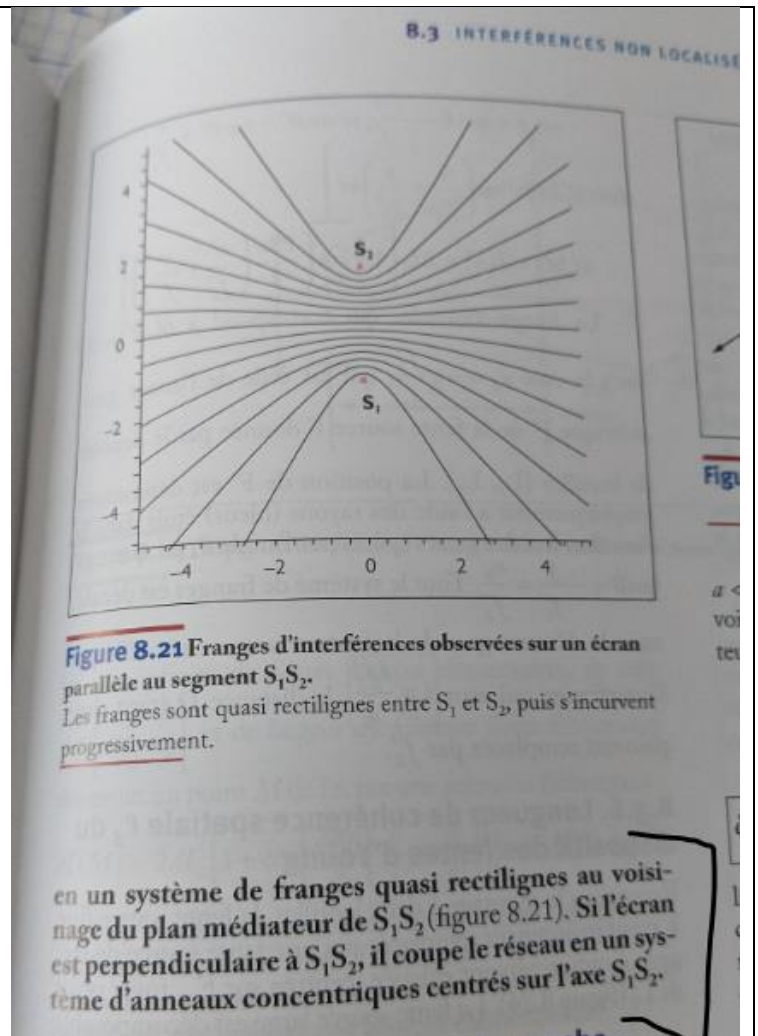 8.3 INTERFÉRENCES NON LOCALISÉ
4
2
0
-2
-4
S₂
S₁
-4 -2 0 2 4
Figure 8.21 Franges d'interférences observées sur un écran
parallèle au segment S₁S₂.
Les franges sont quasi rectilignes entre S₁ et S₂, puis s'incurvent
progressivement.
en un système de franges quasi rectilignes au voisi-
nage du plan médiateur de S₁S₂ (figure 8.21). Si l'écran
est perpendiculaire à S₁S₂, il coupe le réseau en un sys-
tème d'anneaux concentriques centrés sur l'axe S₁S₂.
Figu
a <
voi
teu